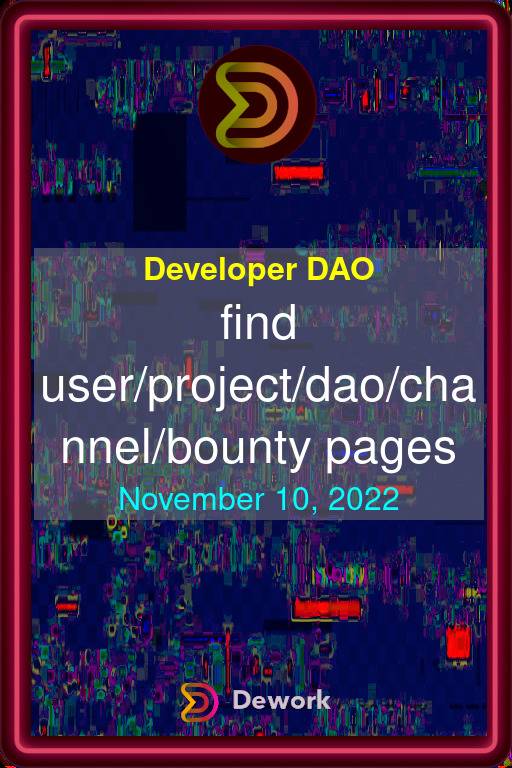 Developer DAO
find
user/project/dao/cha
nnel/bounty pages
November 10, 2022
Dework